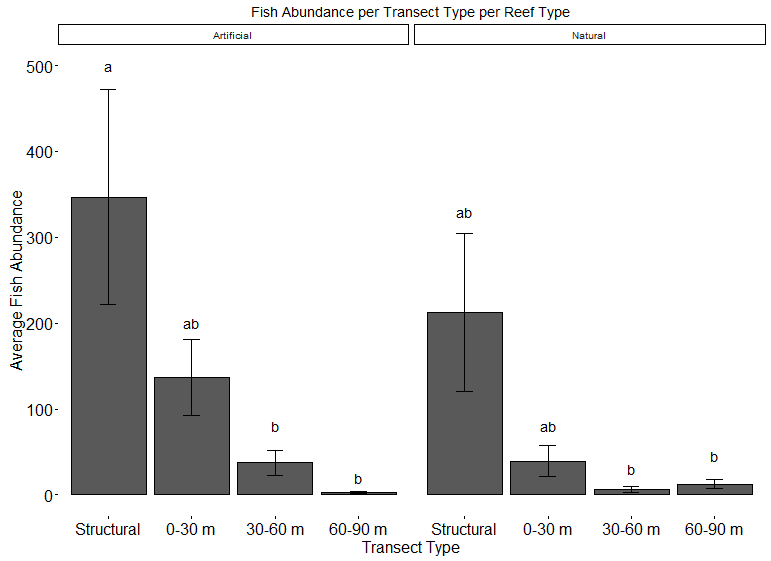 Fish Abundance per Transect Type per Reef Type
Artificial Natural
500
400
300
200
100
0
Average Fish Abundance
a
ab
b
b
ab
ab
b
b
Structural 0-30 m 30-60 m 60-90 m Structural 0-30 m 30-60 m 60-90 m
Transect Type